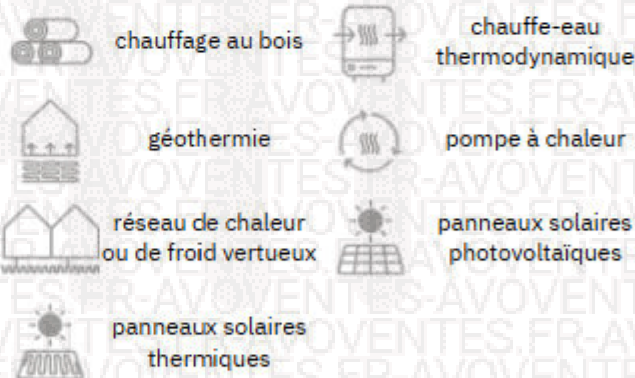 chauffage au bois
chauffe-eau
thermodynamique
géothermie
pompe à chaleur
réseau de chaleur
ou de froid vertueux
panneaux solaires
photovoltaïques
panneaux solaires
thermiques